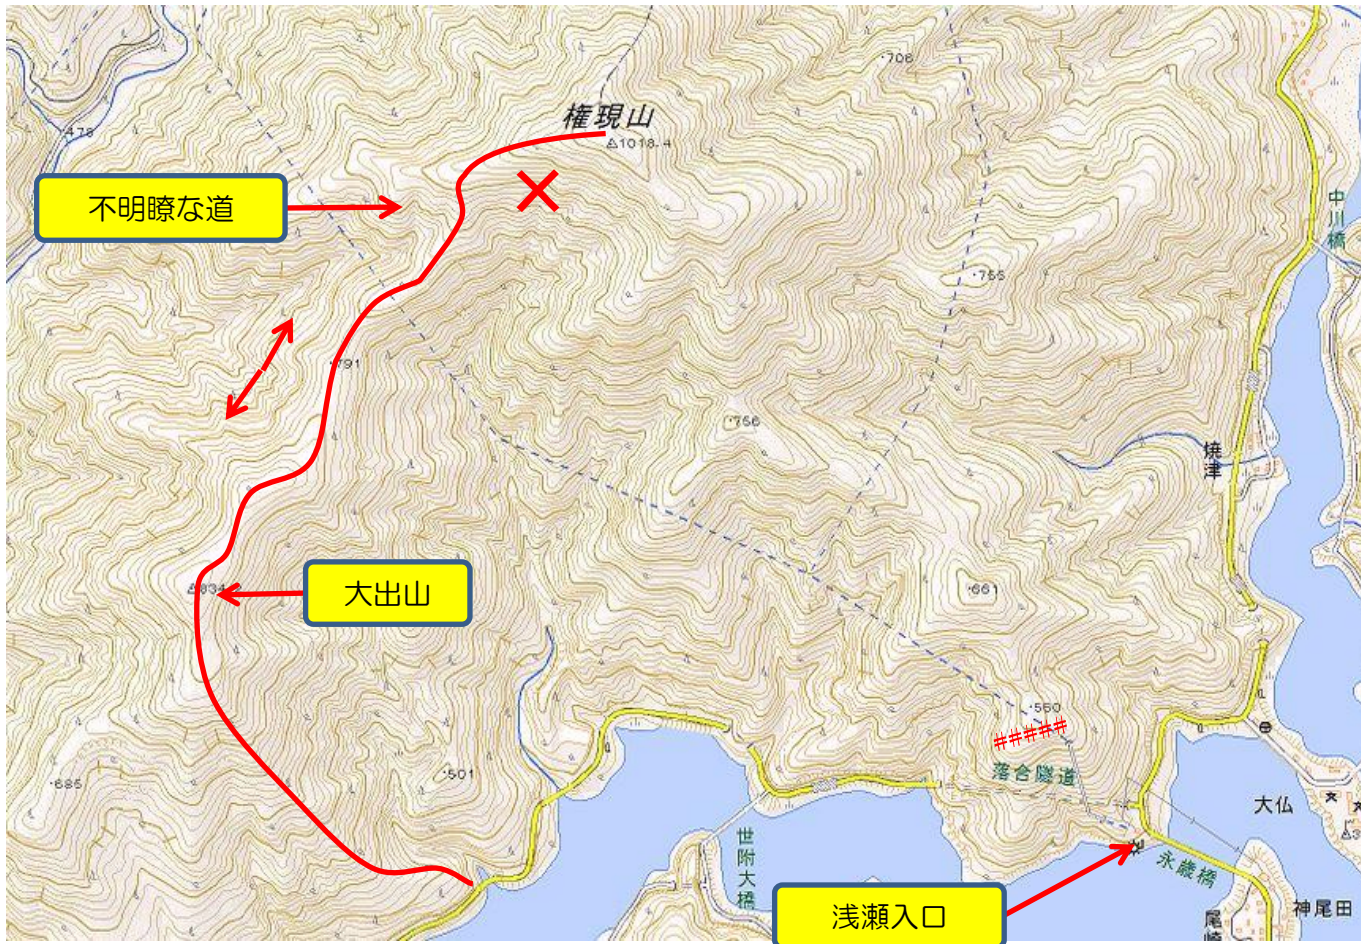 ・706
権現山
△1018.4
・478
不明瞭な道
中川橋
・755
・791
・756
焼津
・661
大出山
・560
落合隧道
・501
・685
大仏
世附大橋
永歳橋
浅瀬入口
神尾田
尾崎